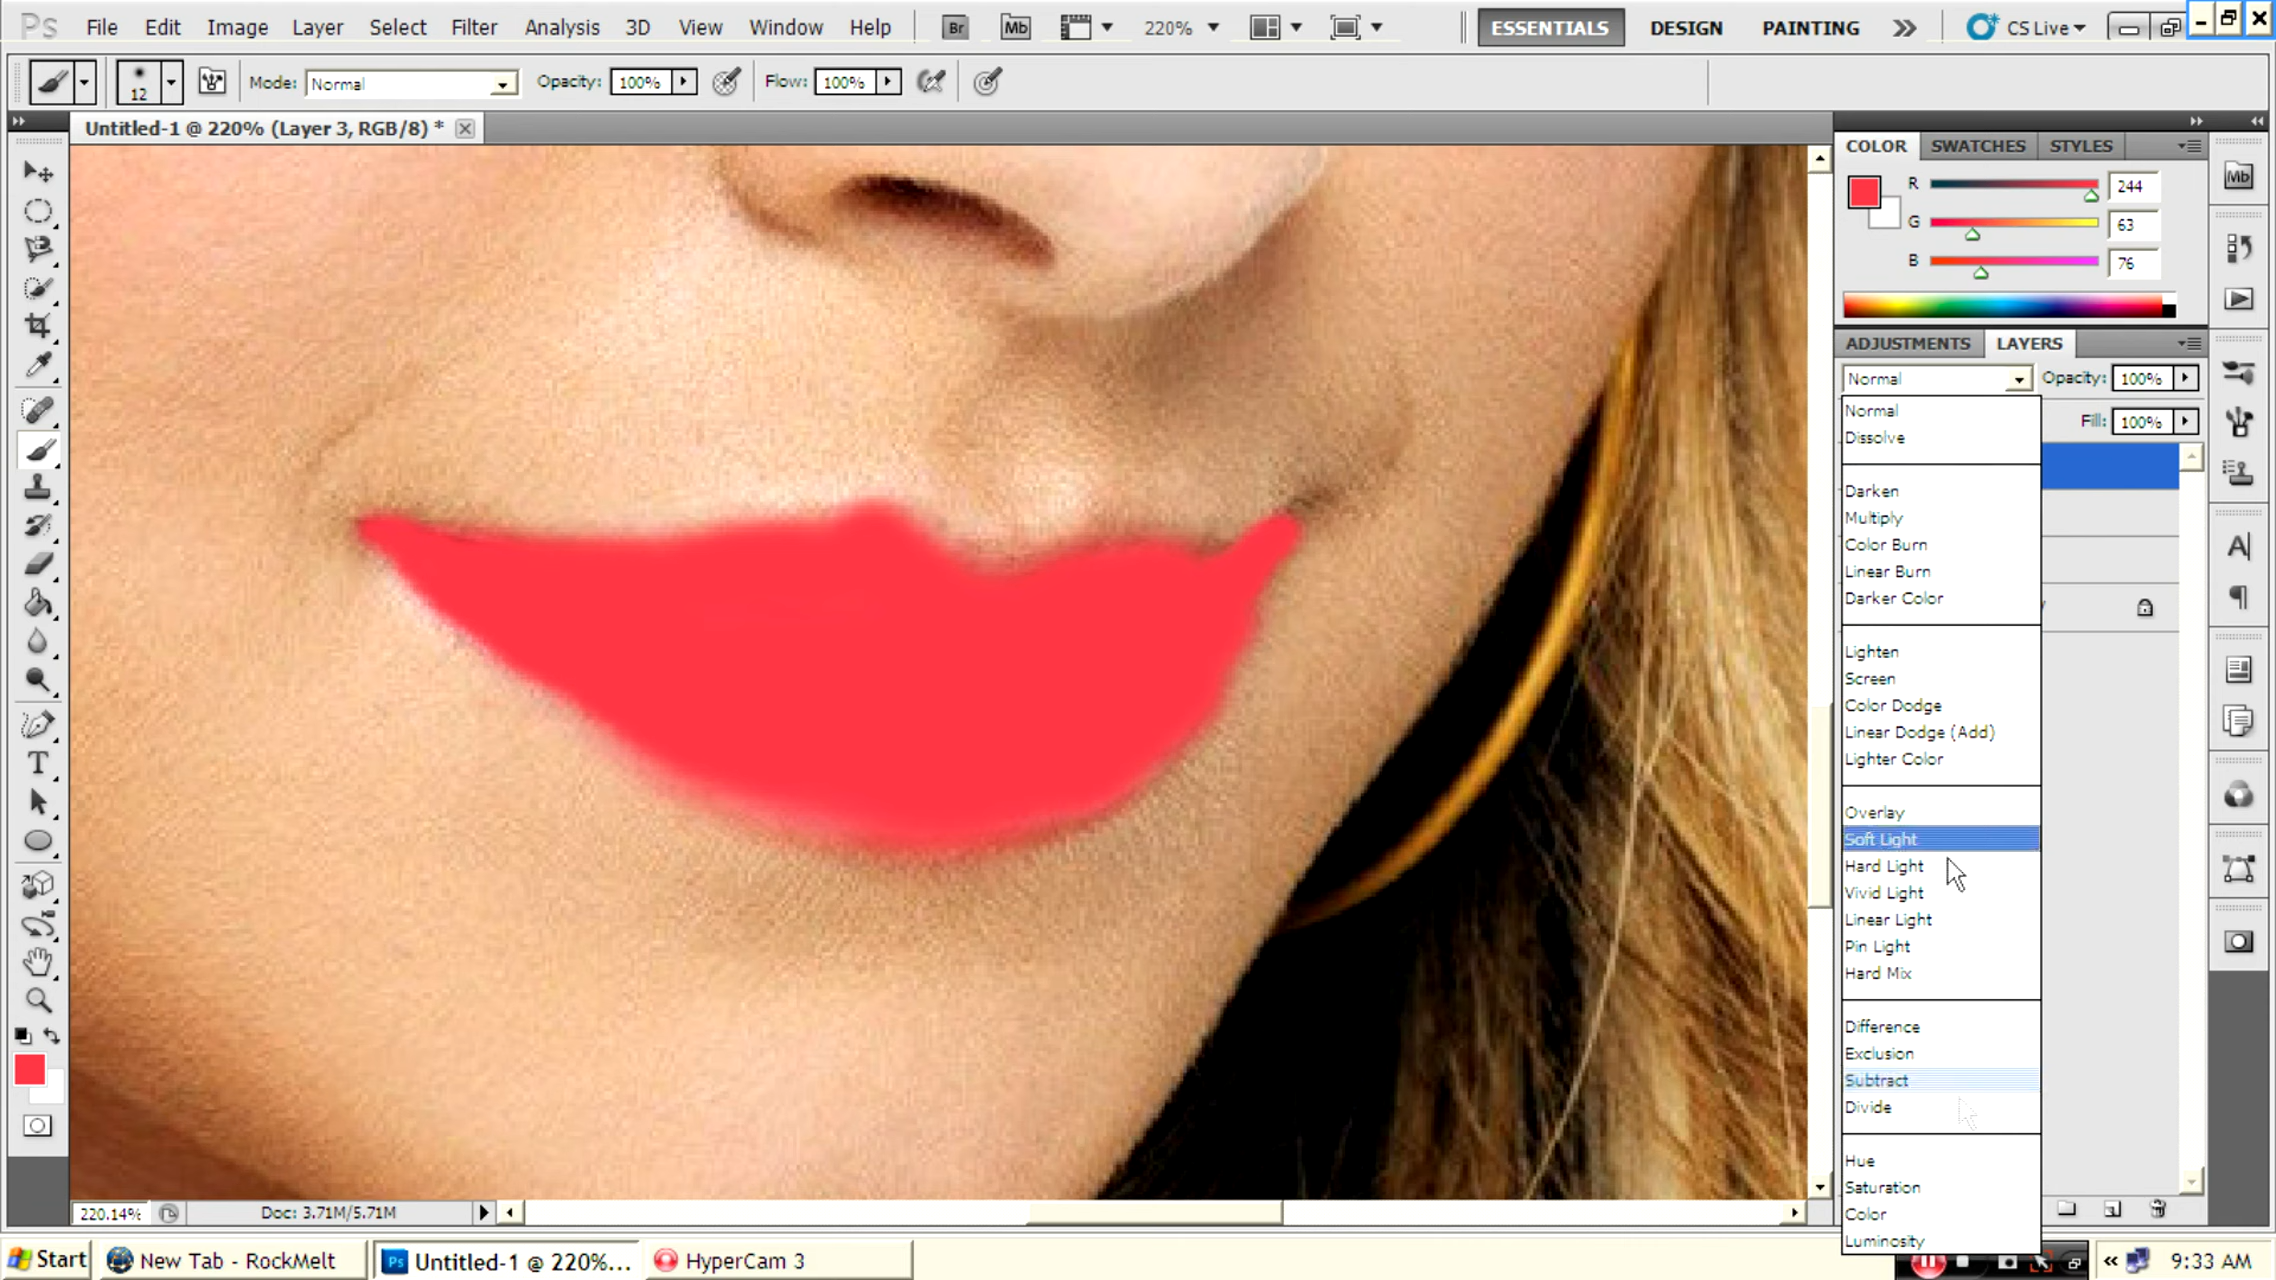 Ps File Edit Image Layer Select Filter Analysis 3D View Window Help Br Mb 220% ESSENTIALS DESIGN PAINTING CS Live
12 Mode: Normal Opacity: 100% Flow: 100%
Untitled-1 @ 220% (Layer 3, RGB/8) *
COLOR SWATCHES STYLES
Mb
R 244
G 63
B 76
ADJUSTMENTS LAYERS
Normal Opacity: 100%
Normal
Fill: 100%
Dissolve
Darken
Multiply
Color Burn
Linear Burn
Darker Color
Lighten
Screen
Color Dodge
Linear Dodge (Add)
Lighter Color
Overlay
Soft Light
Hard Light
Vivid Light
Linear Light
Pin Light
Hard Mix
Difference
Exclusion
Subtract
Divide
Hue
Saturation
Color
Luminosity
220.14% Doc: 3.71M/5.71M
Start New Tab - RockMelt Ps Untitled-1 @ 220%... HyperCam 3 9:33 AM